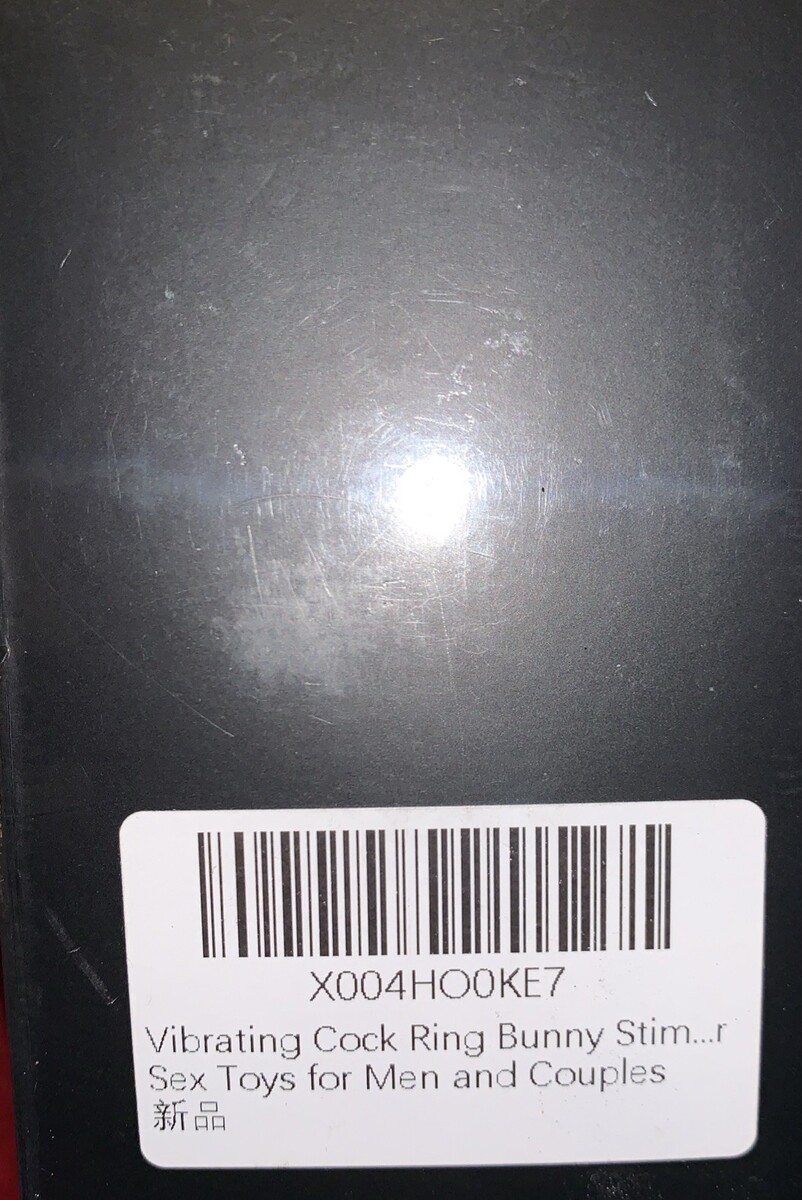 X004HO0KE7
Vibrating Cock Ring Bunny Stim...r
Sex Toys for Men and Couples
新品